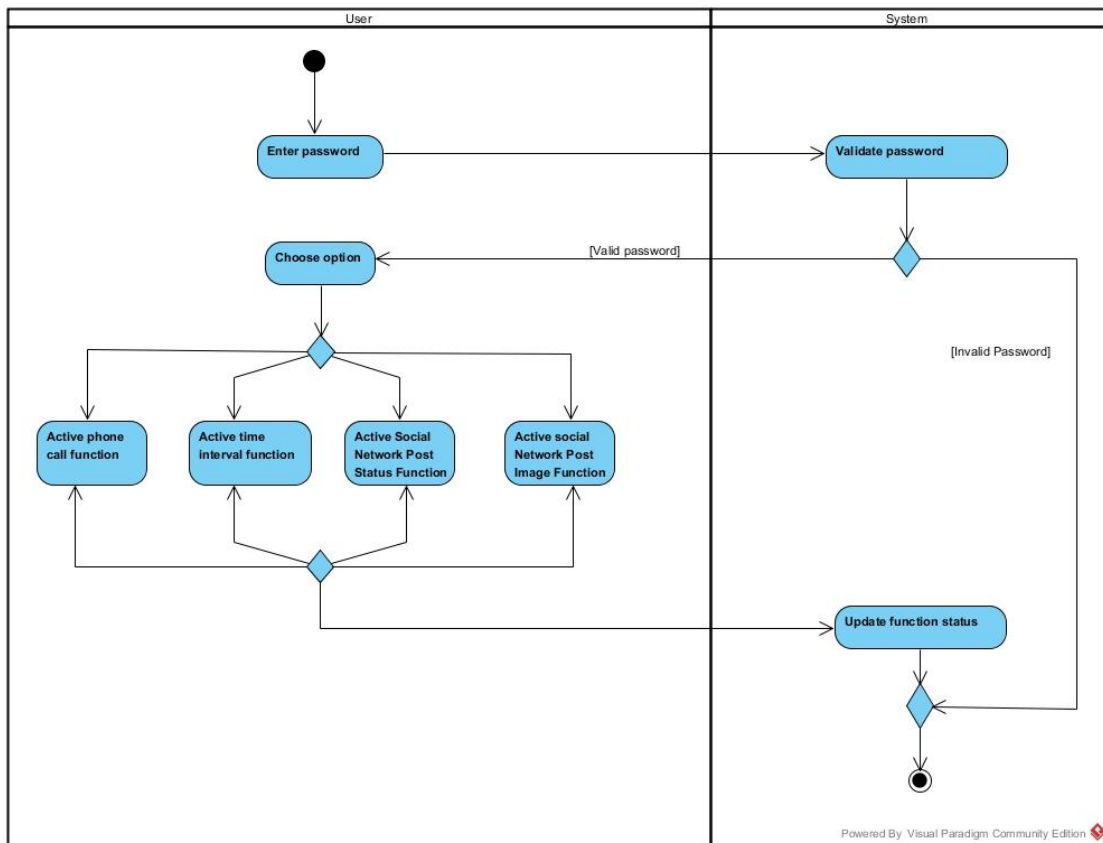 User
System
Enter password
Validate password
Choose option
[Valid password]
[Invalid Password]
Active phone
call function
Active time
interval function
Active Social
Network Post
Status Function
Active social
Network Post
Image Function
Update function status
Powered By Visual Paradigm Community Edition